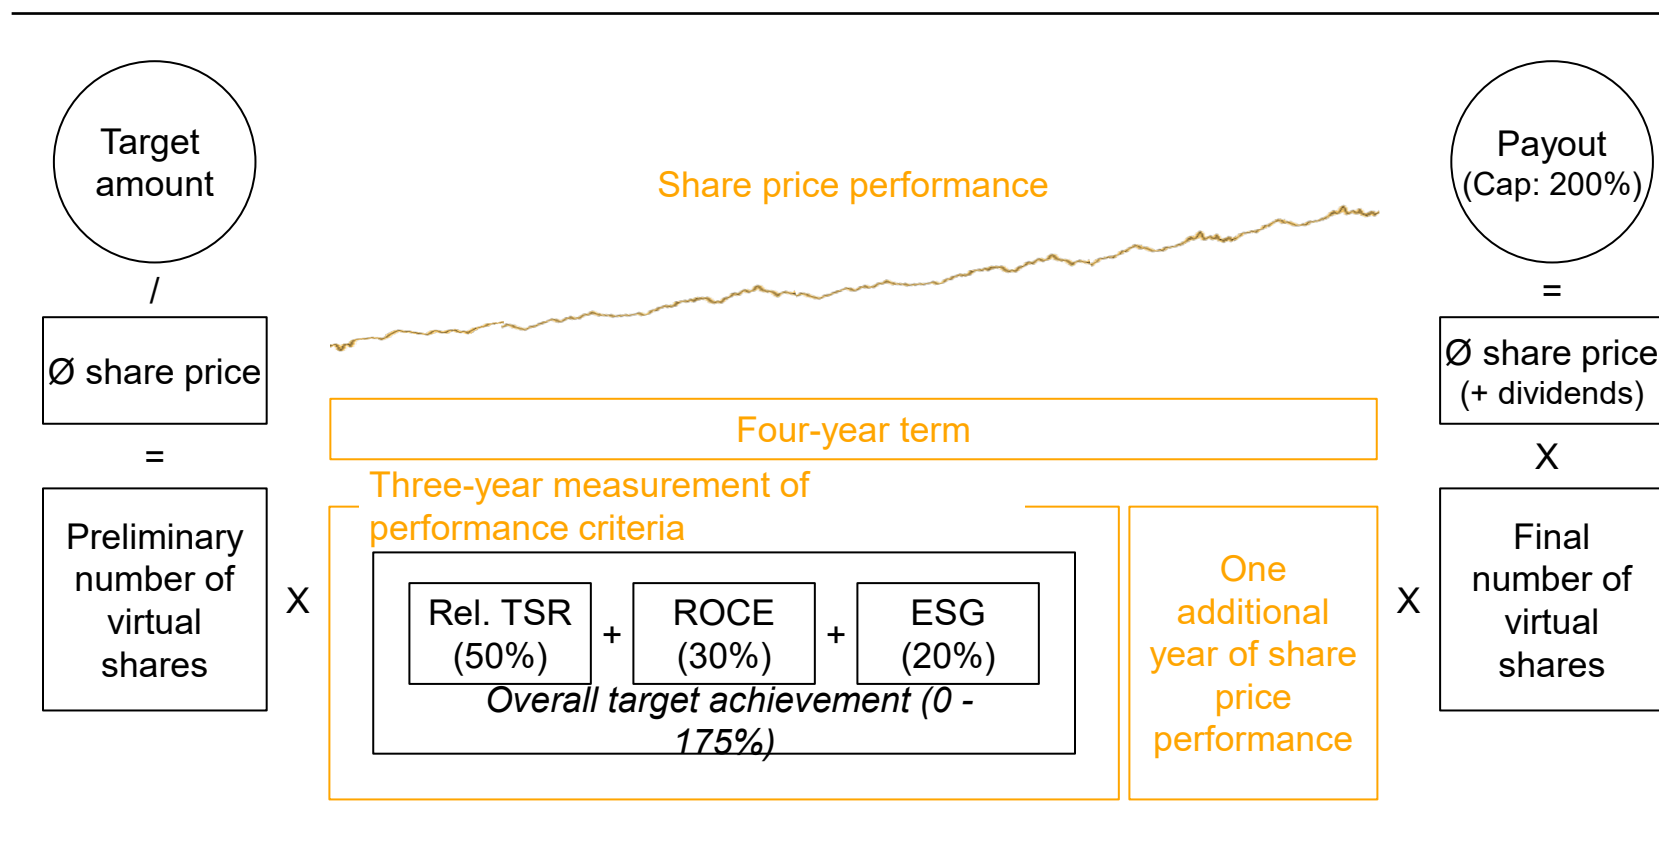 Target
amount
/
Ø share price
=
Preliminary
number of
virtual
shares
X
Share price performance
Four-year term
Three-year measurement of
performance criteria
Rel. TSR
(50%)
+
ROCE
(30%)
+
ESG
(20%)
Overall target achievement (0 -
175%)
One
additional
year of share
price
performance
X
Payout
(Cap: 200%)
=
Ø share price
(+ dividends)
X
Final
number of
virtual
shares